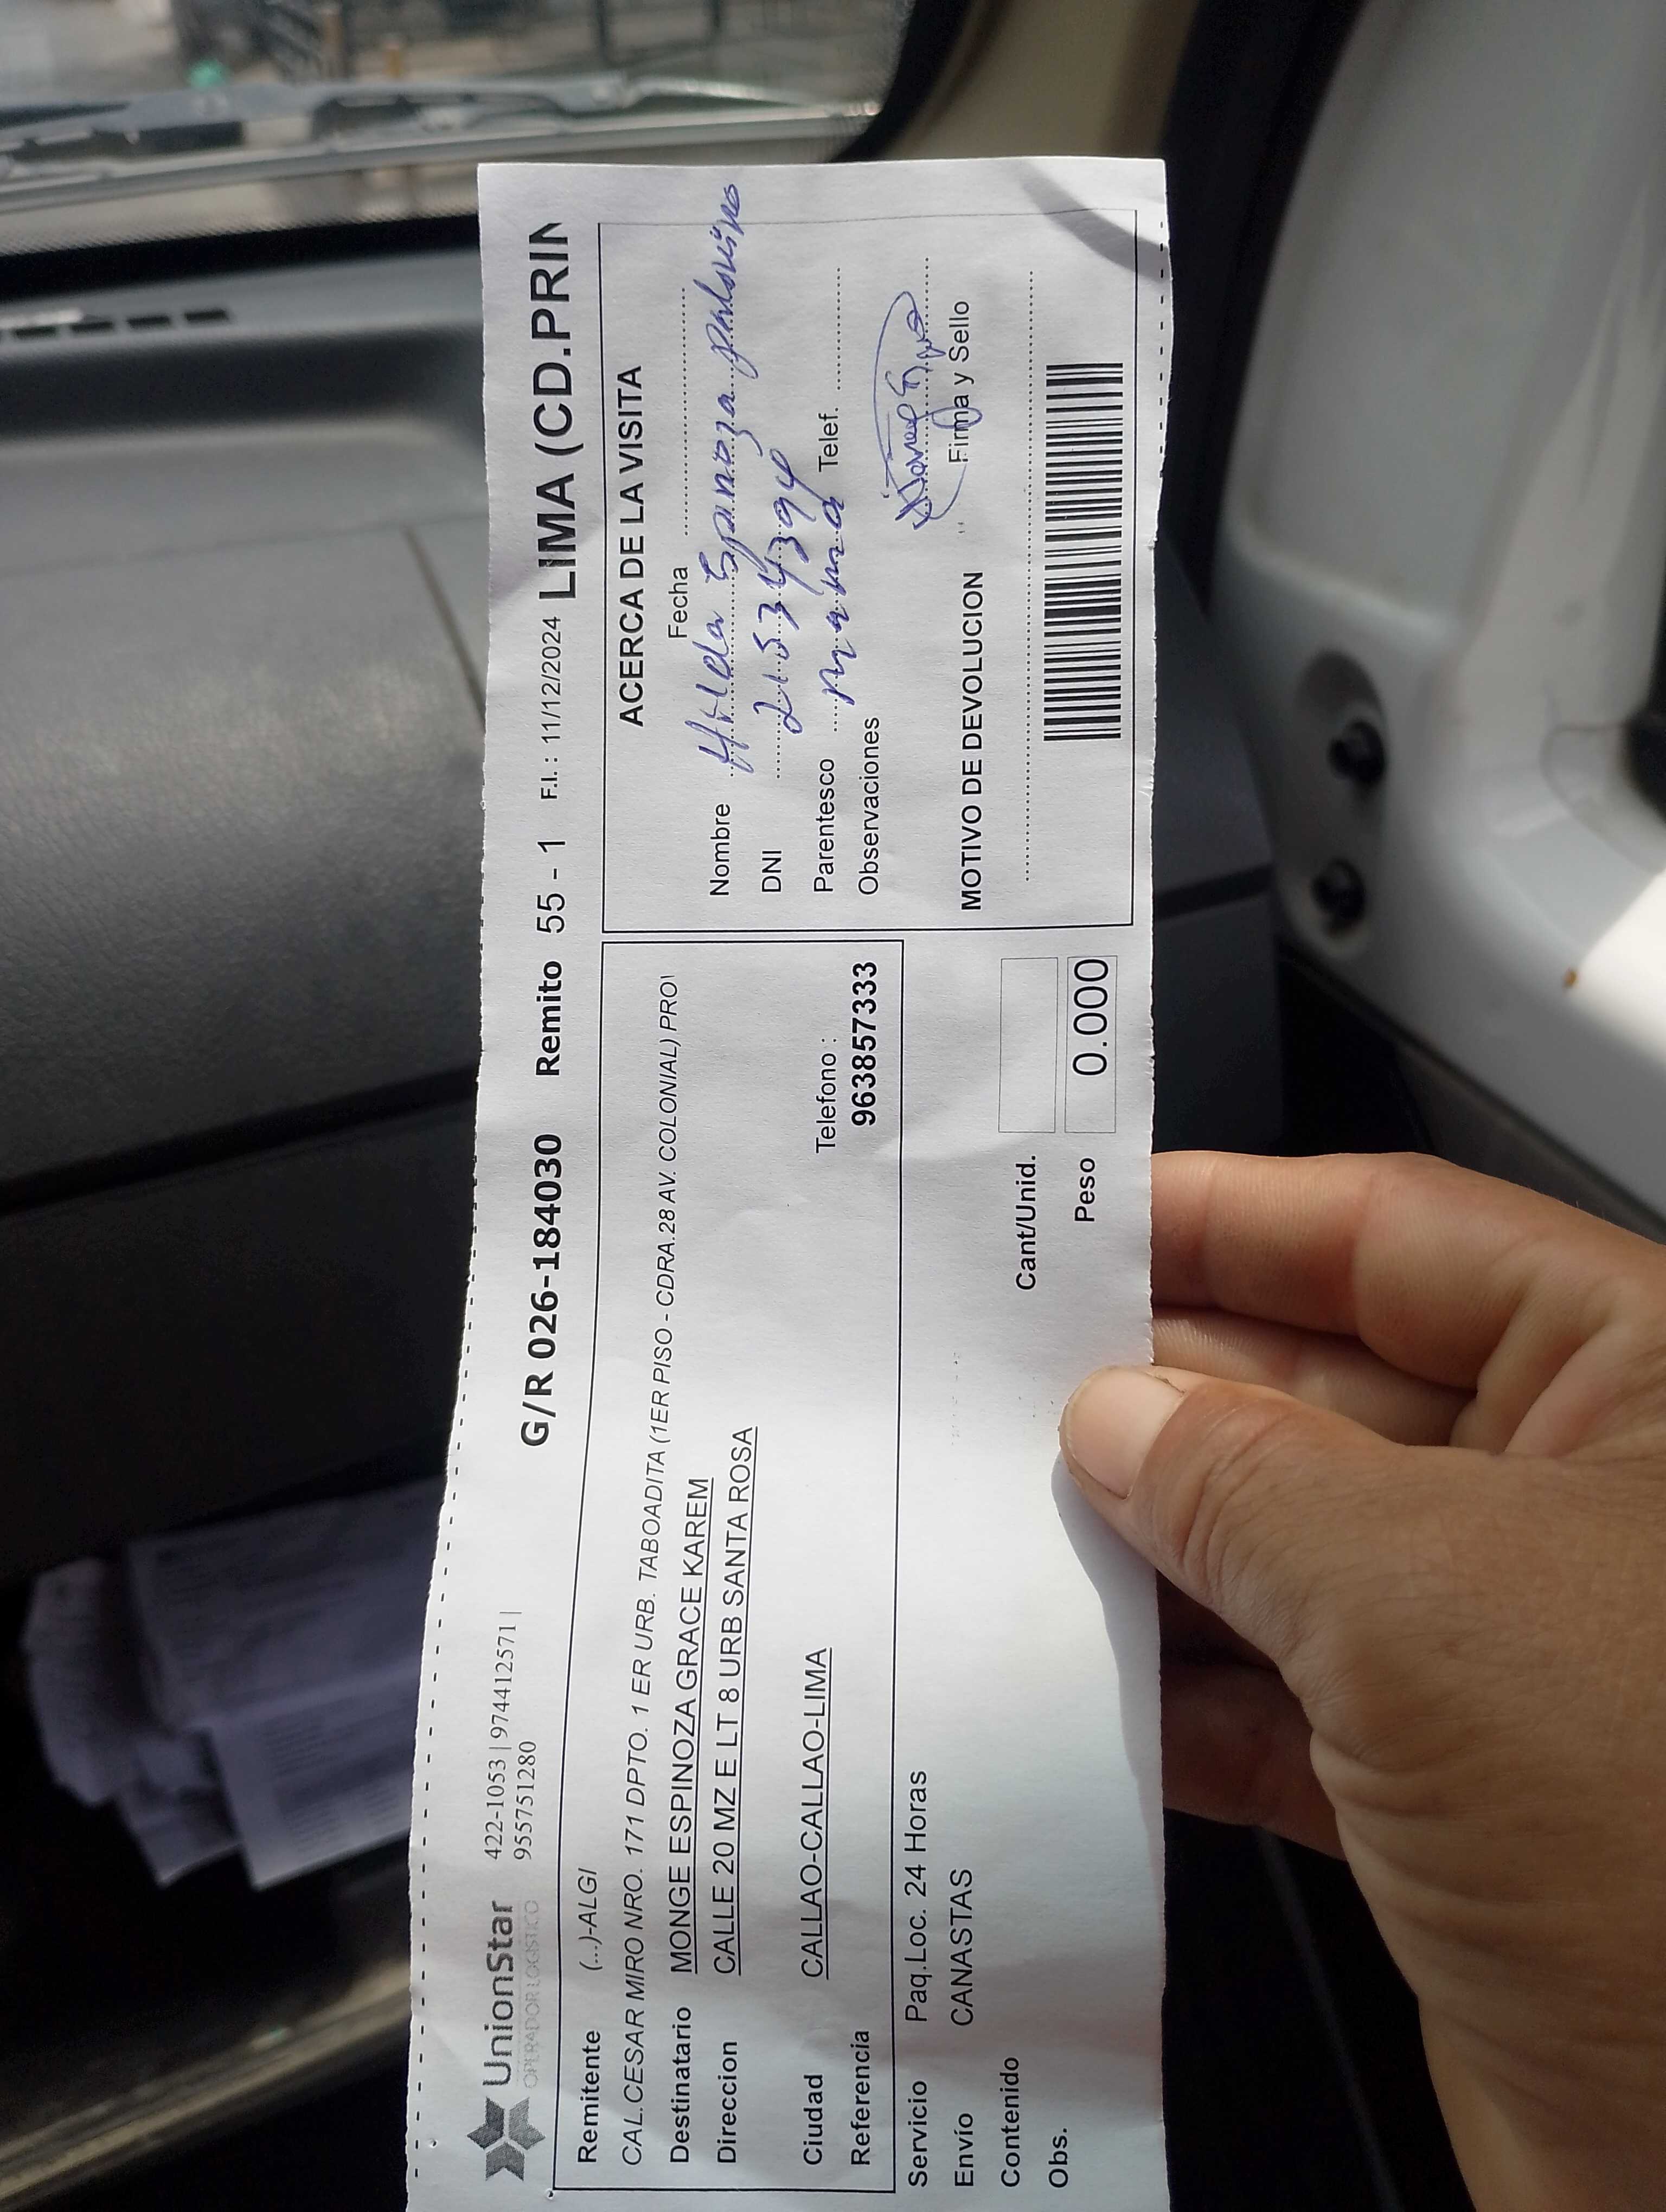 UnionStar 422-1053 | 974412571 |
OPERADOR LOGISTICO 955751280
G/R 026-184030 Remito 55 - 1 F.I. : 11/12/2024 LIMA (CD.PRIN
Remitente (...)-ALGI
CAL.CESAR MIRO NRO. 171 DPTO. 1 ER URB. TABOADITA (1ER PISO - CDRA.28 AV. COLONIAL) PRO
Destinatario MONGE ESPINOZA GRACE KAREM
Direccion CALLE 20 MZ E LT 8 URB SANTA ROSA
Ciudad CALLAO-CALLAO-LIMA
Telefono :
Referencia 963857333
Servicio Paq.Loc. 24 Horas
Envío CANASTAS
Contenido
Obs.
Cant/Unid.
Peso 0.000
ACERCA DE LA VISITA
Fecha
Nombre Hilda
DNI
Parentesco mama Telef.
Observaciones
Firma y Sello
MOTIVO DE DEVOLUCION